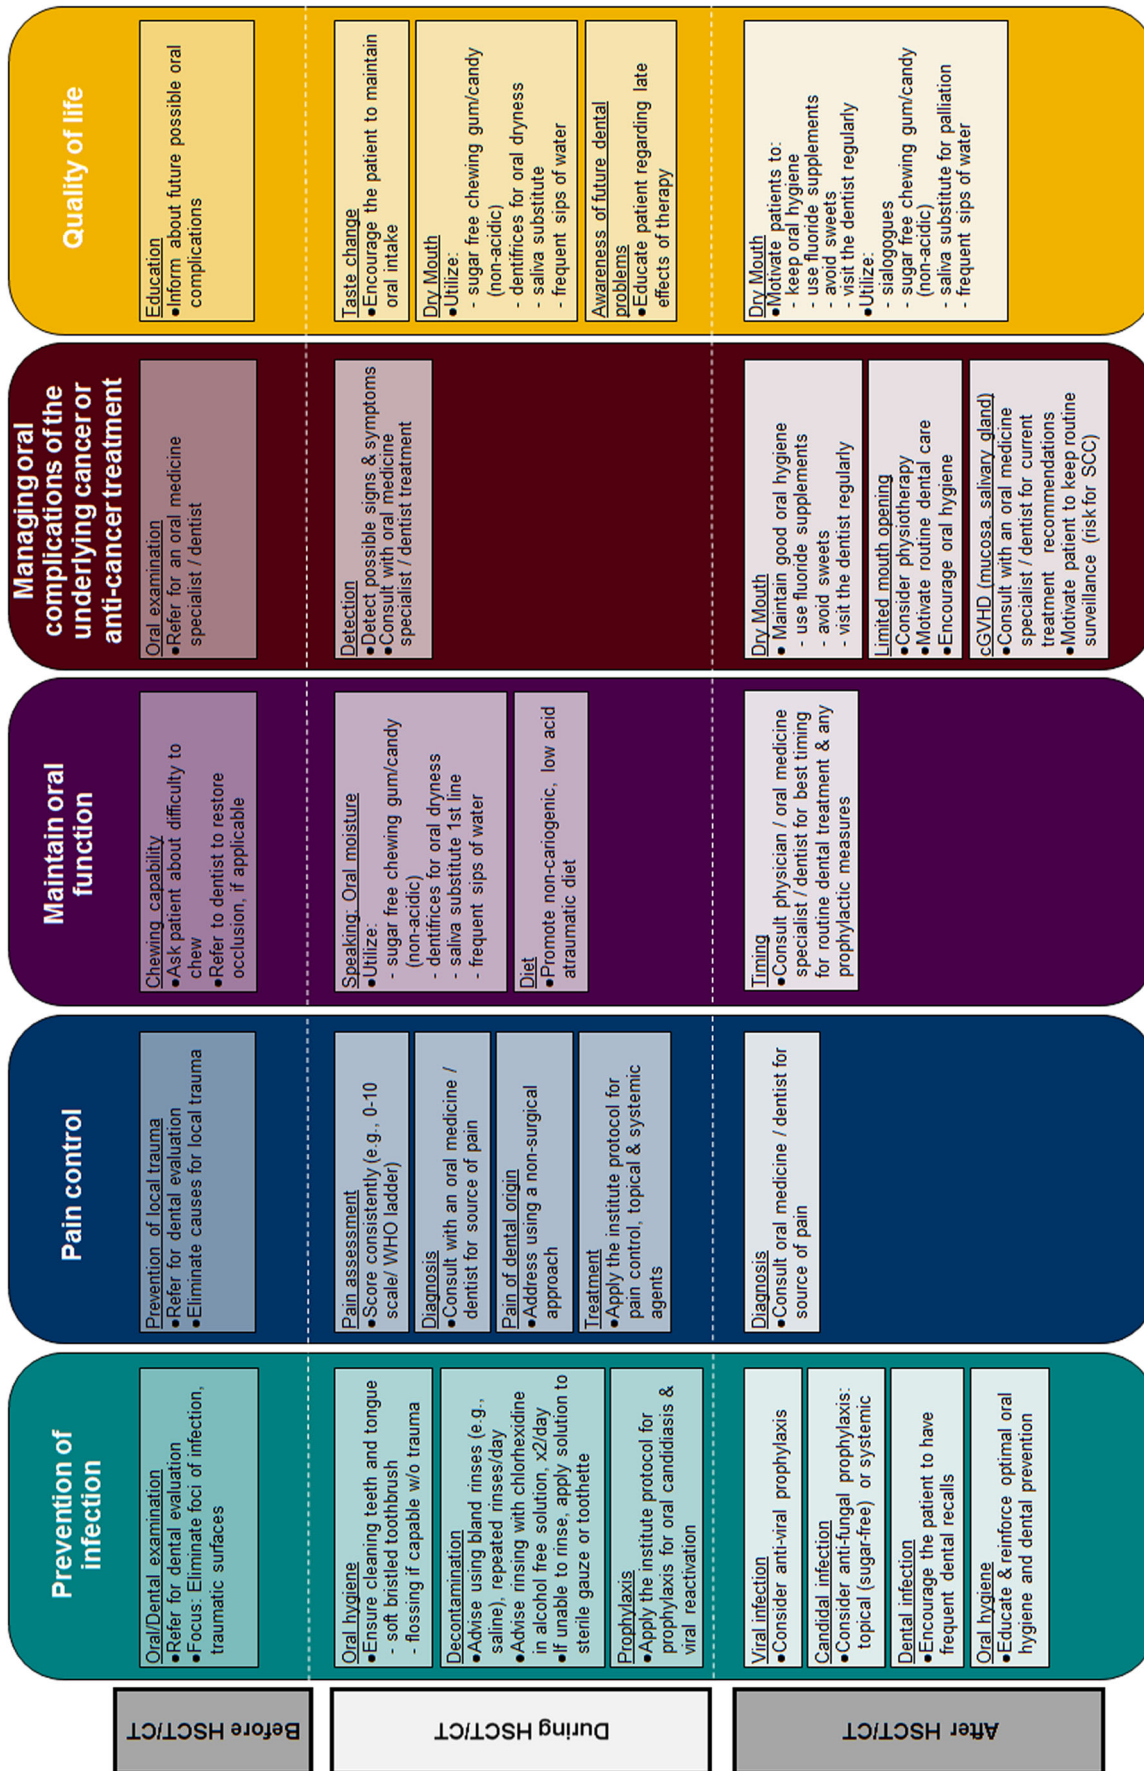 Prevention of
infection
Pain control
Maintain oral
function
Managing oral
complications of the
underlying cancer or
anti-cancer treatment
Quality of life
Before HSCT/CT
Oral/Dental examination
●Refer for dental evaluation
●Focus: Eliminate foci of infection,
traumatic surfaces
Prevention of local trauma
●Refer for dental evaluation
●Eliminate causes for local trauma
Chewing capability
●Ask patient about difficulty to
chew
●Refer to dentist to restore
occlusion, if applicable
Oral examination
●Refer for an oral medicine
specialist / dentist
Education
●Inform about future possible oral
complications
During HSCT/CT
Oral hygiene
●Ensure cleaning teeth and tongue
- soft bristled toothbrush
- flossing if capable w/o trauma
Decontamination
●Advise using bland rinses (e.g.,
saline), repeated rinses/day
●Advise rinsing with chlorhexidine
in alcohol free solution, x2/day
●If unable to rinse, apply solution to
sterile gauze or toothette
Prophylaxis
●Apply the institute protocol for
prophylaxis for oral candidiasis &
viral reactivation
Pain assessment
●Score consistently (e.g., 0-10
scale/ WHO ladder)
Diagnosis
●Consult with an oral medicine /
dentist for source of pain
Pain of dental origin
●Address using a non-surgical
approach
Treatment
●Apply the institute protocol for
pain control, topical & systemic
agents
Speaking: Oral moisture
●Utilize:
- sugar free chewing gum/candy
(non-acidic)
- dentifrices for oral dryness
- saliva substitute 1st line
- frequent sips of water
Diet
●Promote non-cariogenic, low acid
atraumatic diet
Detection
●Detect possible signs & symptoms
●Consult with oral medicine
specialist / dentist treatment
Taste change
●Encourage the patient to maintain
oral intake
Dry Mouth
●Utilize:
- sugar free chewing gum/candy
(non-acidic)
- dentifrices for oral dryness
- saliva substitute
- frequent sips of water
Awareness of future dental
problems
●Educate patient regarding late
effects of therapy
After HSCT/CT
Viral infection
●Consider anti-viral prophylaxis
Candidal infection
●Consider anti-fungal prophylaxis:
topical (sugar-free) or systemic
Dental infection
●Encourage the patient to have
frequent dental recalls
Oral hygiene
●Educate & reinforce optimal oral
hygiene and dental prevention
Diagnosis
●Consult oral medicine / dentist for
source of pain
Timing
●Consult physician / oral medicine
specialist / dentist for best timing
for routine dental treatment & any
prophylactic measures
Dry Mouth
● Maintain good oral hygiene
- use fluoride supplements
- avoid sweets
- visit the dentist regularly
Limited mouth opening
●Consider physiotherapy
●Motivate routine dental care
●Encourage oral hygiene
cGVHD (mucosa, salivary gland)
●Consult with an oral medicine
specialist / dentist for current
treatment recommendations
●Motivate patient to keep routine
surveillance (risk for SCC)
Dry Mouth
●Motivate patients to:
- keep oral hygiene
- use fluoride supplements
- avoid sweets
- visit the dentist regularly
●Utilize:
- sialogogues
- sugar free chewing gum/candy
(non-acidic)
- saliva substitute for palliation
- frequent sips of water